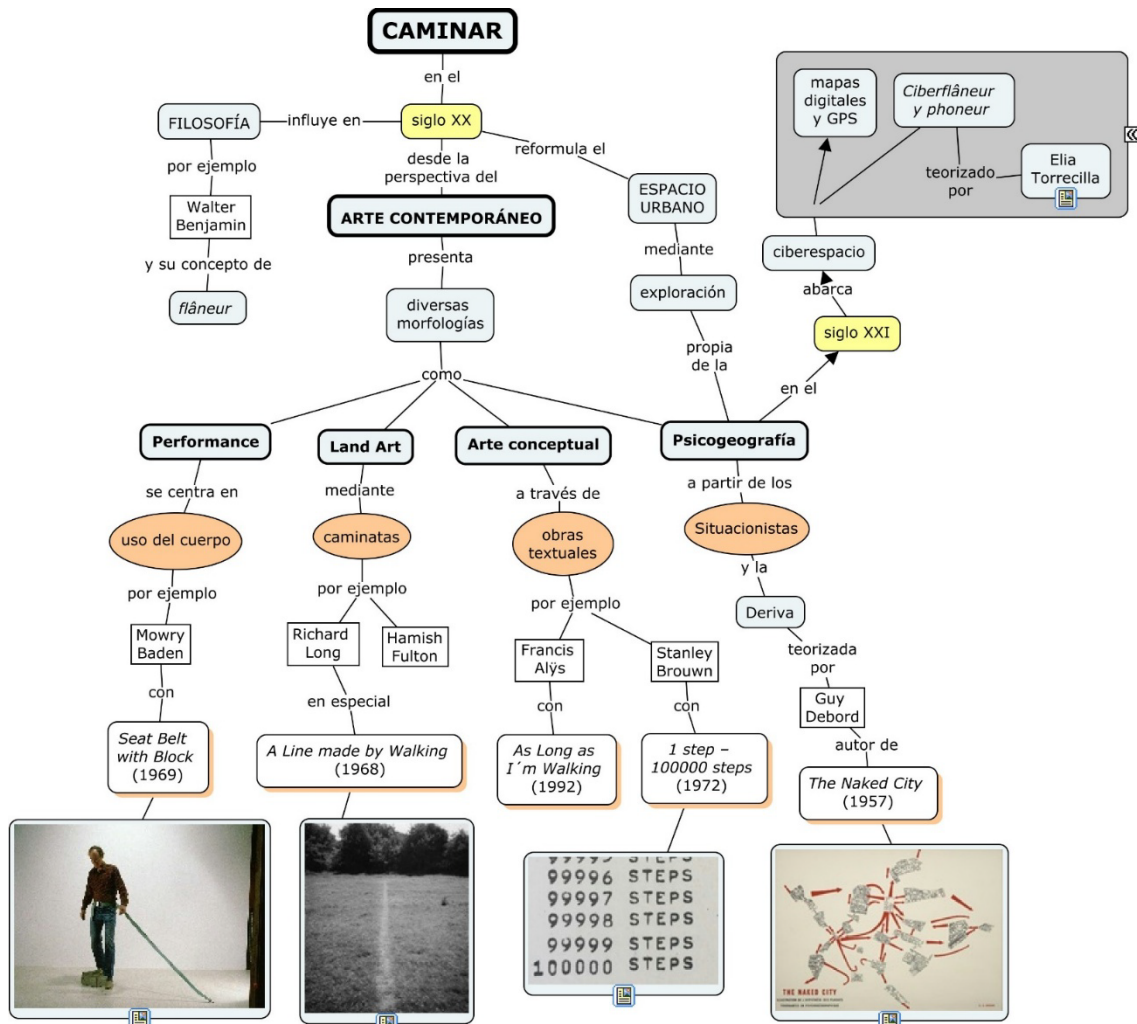 CAMINAR
en el
siglo XX
influye en
FILOSOFÍA
por ejemplo
Walter
Benjamin
y su concepto de
flâneur
desde la
perspectiva del
ARTE CONTEMPORÁNEO
presenta
diversas
morfologías
como
reformula el
ESPACIO
URBANO
mediante
exploración
propia
de la
mapas
digitales
y GPS
Ciberflâneur
y phoneur
teorizado
por
Elia
Torrecilla
ciberespacio
abarca
siglo XXI
en el
Performance
se centra en
uso del cuerpo
por ejemplo
Mowry
Baden
con
Seat Belt
with Block
(1969)
Land Art
mediante
caminatas
por ejemplo
Richard
Long
Hamish
Fulton
en especial
A Line made by Walking
(1968)
Arte conceptual
a través de
obras
textuales
por ejemplo
Francis
Alÿs
con
As Long as
I´m Walking
(1992)
Stanley
Brouwn
con
1 step –
100000 steps
(1972)
99995 STEPS
99996 STEPS
99997 STEPS
99998 STEPS
99999 STEPS
100000 STEPS
Psicogeografía
a partir de los
Situacionistas
y la
Deriva
teorizada
por
Guy
Debord
autor de
The Naked City
(1957)
THE NAKED CITY